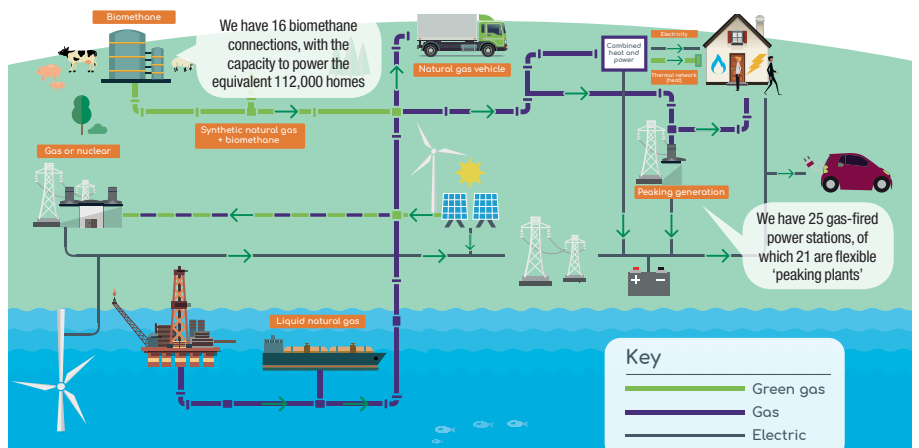 Biomethane
We have 16 biomethane
connections, with the
capacity to power the
equivalent 112,000 homes
Natural gas vehicle
Combined
heat and
power
Electricity
Thermal network
(heat)
Synthetic natural gas
+ biomethane
Gas or nuclear
Peaking generation
We have 25 gas-fired
power stations, of
which 21 are flexible
‘peaking plants’
Liquid natural gas
Key
Green gas
Gas
Electric